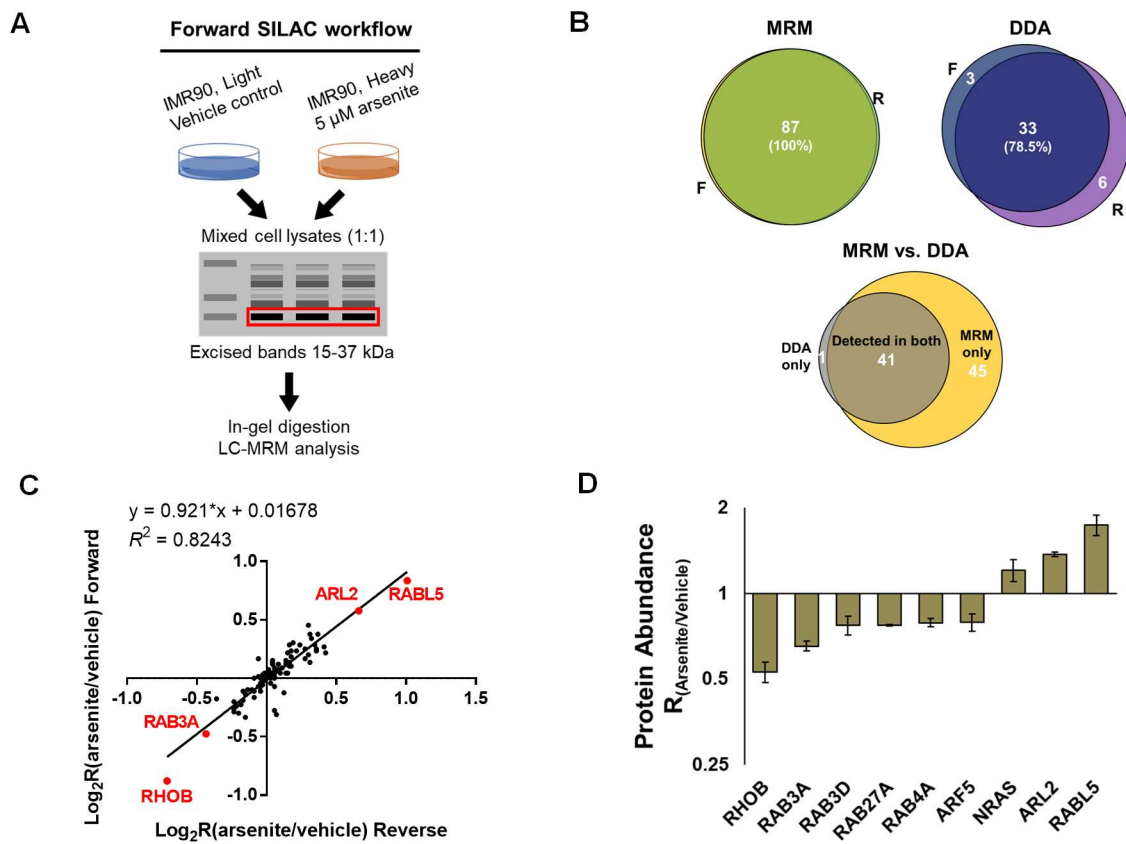 A
Forward SILAC workflow
IMR90, Light
Vehicle control
IMR90, Heavy
5 µM arsenite
Mixed cell lysates (1:1)
Excised bands 15-37 kDa
In-gel digestion
LC-MRM analysis
B
MRM
DDA
87
(100%)
F
R
F
3
33
(78.5%)
6
R
MRM vs. DDA
DDA
only
1
Detected in both
41
MRM
only
45
C
y = 0.921*x + 0.01678
R² = 0.8243
Log₂R(arsenite/vehicle) Forward
1.0
0.5
-0.5
-1.0
-1.0
-0.5
0.0
0.5
1.0
1.5
ARL2
RABL5
RAB3A
RHOB
Log₂R(arsenite/vehicle) Reverse
D
Protein Abundance
R(Arsenite/Vehicle)
2
1
0.5
0.25
RHOB
RAB3A
RAB3D
RAB27A
RAB4A
ARF5
NRAS
ARL2
RABL5